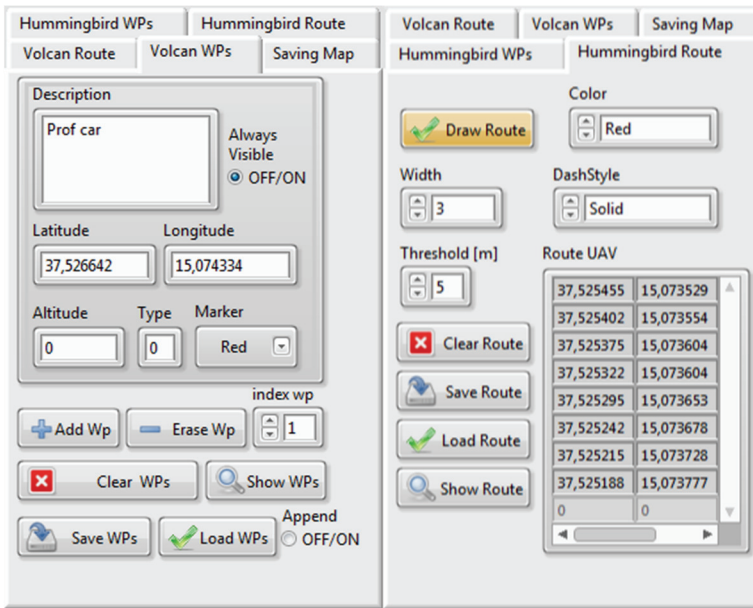 Hummingbird WPs Hummingbird Route
Volcan Route Volcan WPs Saving Map
Description
Prof car
Always
Visible
OFF/ON
Latitude Longitude
37,526642 15,074334
Altitude Type Marker
0 0 Red
index wp
Add Wp Erase Wp 1
Clear WPs Show WPs
Append
Save WPs Load WPs OFF/ON
Volcan Route Volcan WPs Saving Map
Hummingbird WPs Hummingbird Route
Color
Draw Route Red
Width DashStyle
3 Solid
Threshold [m] Route UAV
5
Clear Route
Save Route
Load Route
Show Route
37,525455 15,073529
37,525402 15,073554
37,525375 15,073604
37,525322 15,073604
37,525295 15,073653
37,525242 15,073678
37,525215 15,073728
37,525188 15,073777
0 0